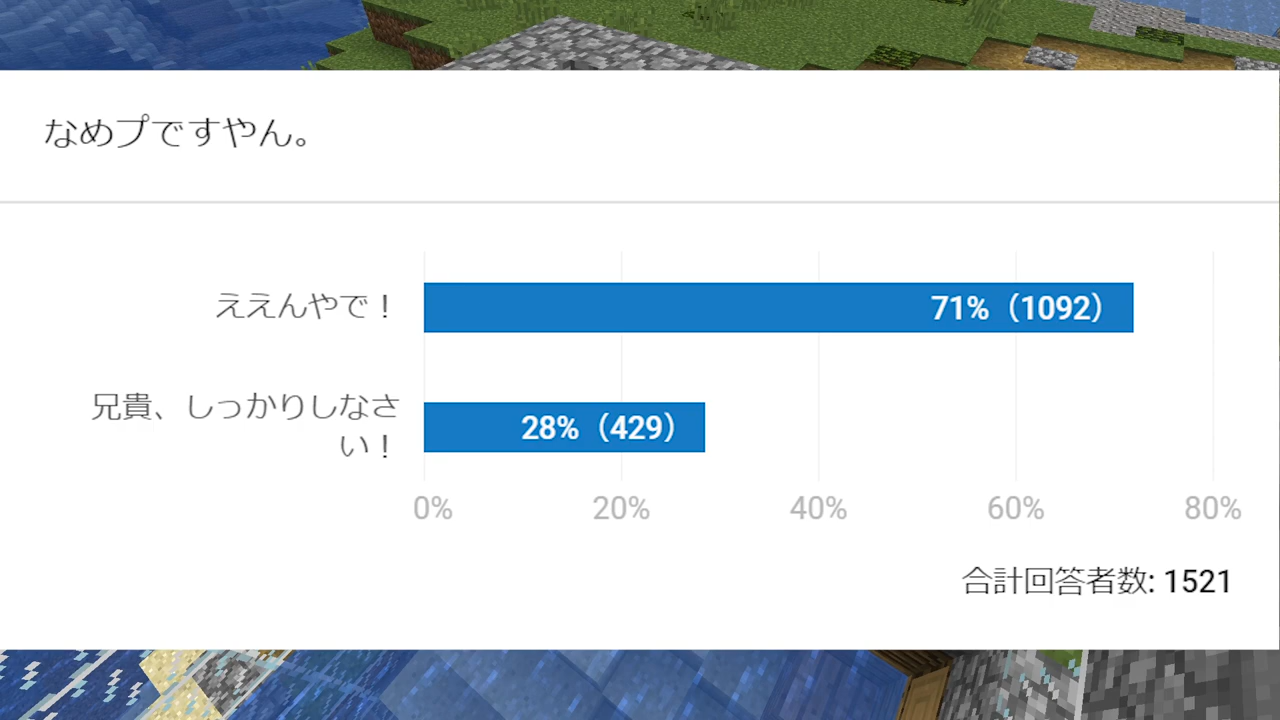 なめプですやん。
ええんやで！
71%（1092）
兄貴、しっかりしなさ
い！
28%（429）
0%
20%
40%
60%
80%
合計回答者数: 1521